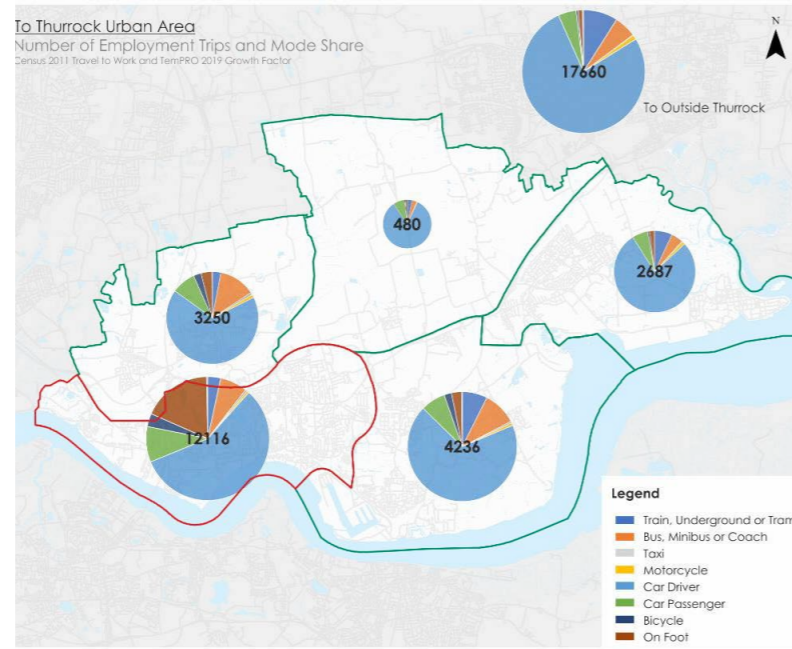 To Thurrock Urban Area
Number of Employment Trips and Mode Share
Census 2011 Travel to Work and TemPRO 2019 Growth Factor
N
17660
To Outside Thurrock
480
2687
3250
12116
4236
Legend
Train, Underground or Tram
Bus, Minibus or Coach
Taxi
Motorcycle
Car Driver
Car Passenger
Bicycle
On Foot